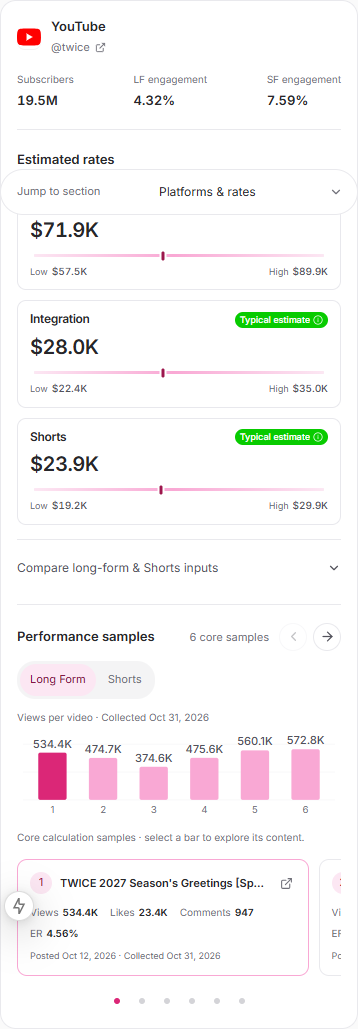 YouTube
@twice
Subscribers LF engagement SF engagement
19.5M 4.32% 7.59%
Estimated rates
Jump to section Platforms & rates
$71.9K
Low $57.5K High $89.9K
Integration Typical estimate
$28.0K
Low $22.4K High $35.0K
Shorts Typical estimate
$23.9K
Low $19.2K High $29.9K
Compare long-form & Shorts inputs
Performance samples 6 core samples
Long Form Shorts
Views per video · Collected Oct 31, 2026
534.4K 474.7K 374.6K 475.6K 560.1K 572.8K
1 2 3 4 5 6
Core calculation samples · select a bar to explore its content.
1 TWICE 2027 Season's Greetings [Sp...
Views 534.4K Likes 23.4K Comments 947 Vi
ER 4.56% EF
Posted Oct 12, 2026 · Collected Oct 31, 2026 Po